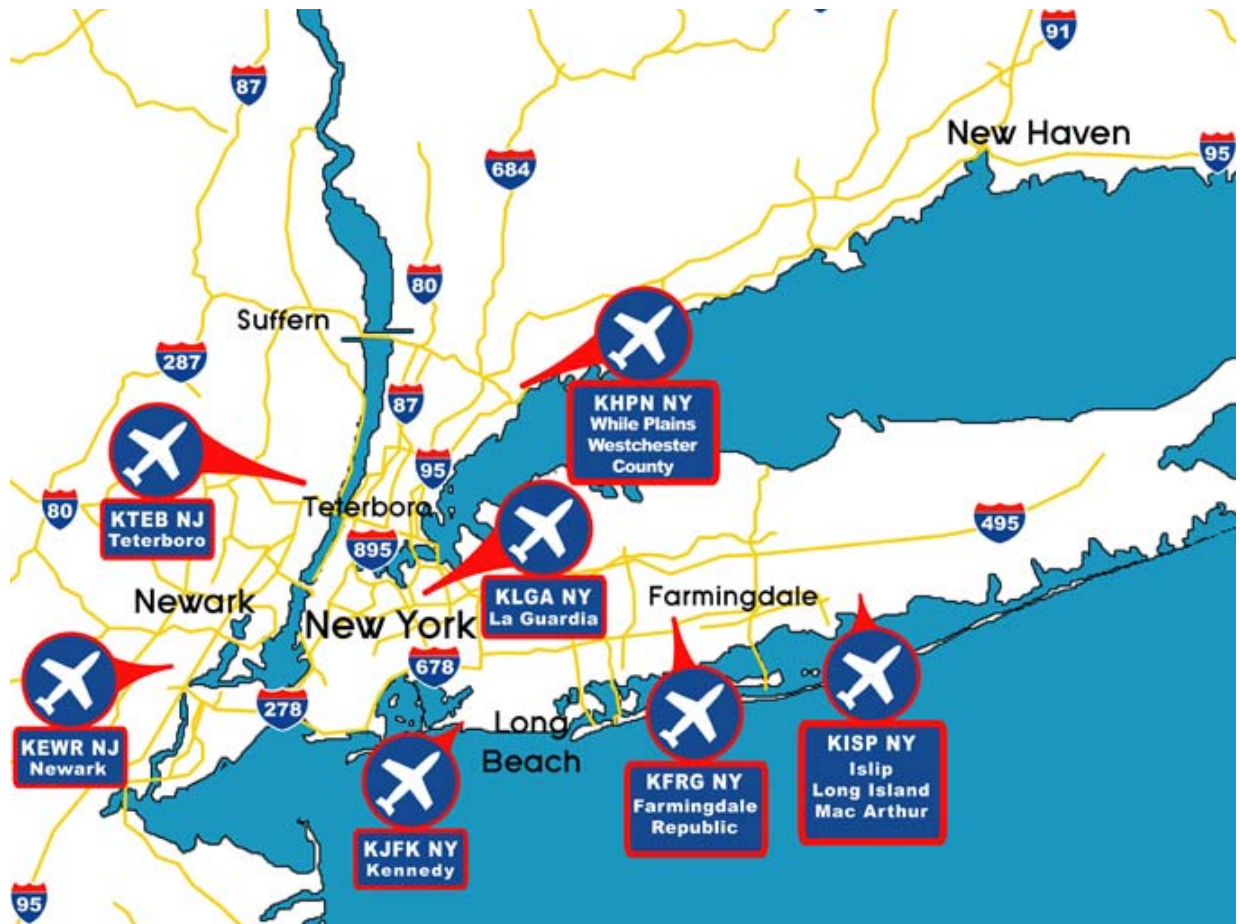 91
87
New Haven
95
684
80
Suffern
287
87
KHPN NY
While Plains
Westchester
County
95
80
KTEB NJ
Teterboro
Teterboro
495
895
Newark
New York
KLGA NY
La Guardia
Farmingdale
678
278
Long
Beach
KEWR NJ
Newark
KISP NY
Islip
Long Island
Mac Arthur
KFRG NY
Farmingdale
Republic
KJFK NY
Kennedy
95